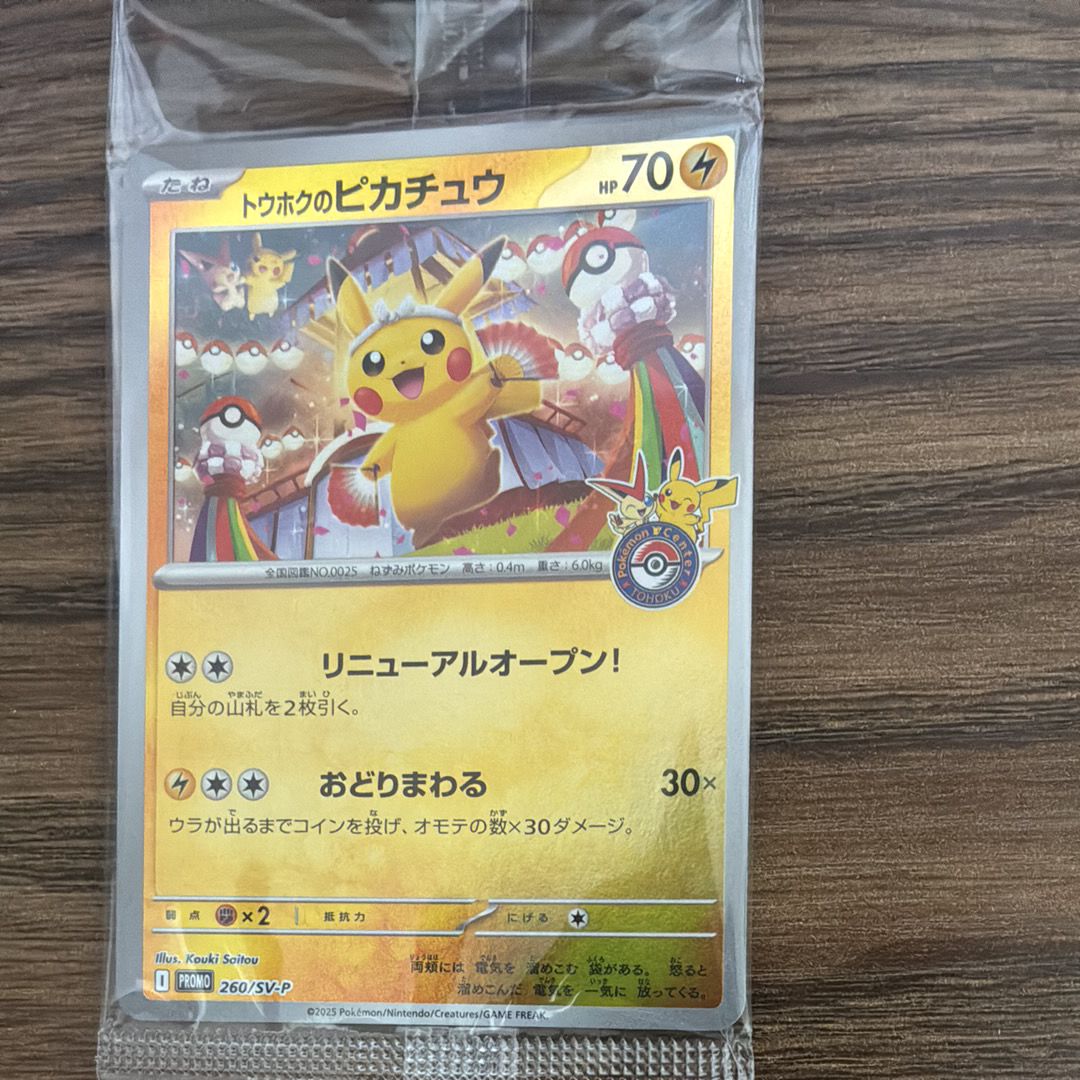 たね トウホクのピカチュウ HP 70
全国図鑑NO.0025 ねずみポケモン 高さ:0.4m 重さ:6.0kg
Pokémon Center
TOHOKU
リニューアルオープン!
自分の山札を2枚引く。
おどりまわる 30×
ウラが出るまでコインを投げ、オモテの数×30ダメージ。
弱点 ×2 抵抗力 にげる
Illus. Kouki Saitou
両頬には 電気を 溜めこむ 袋がある。 怒ると
溜めこんだ 電気を 一気に 放ってくる。
I PROMO 260/SV-P
©2025 Pokémon/Nintendo/Creatures/GAME FREAK.